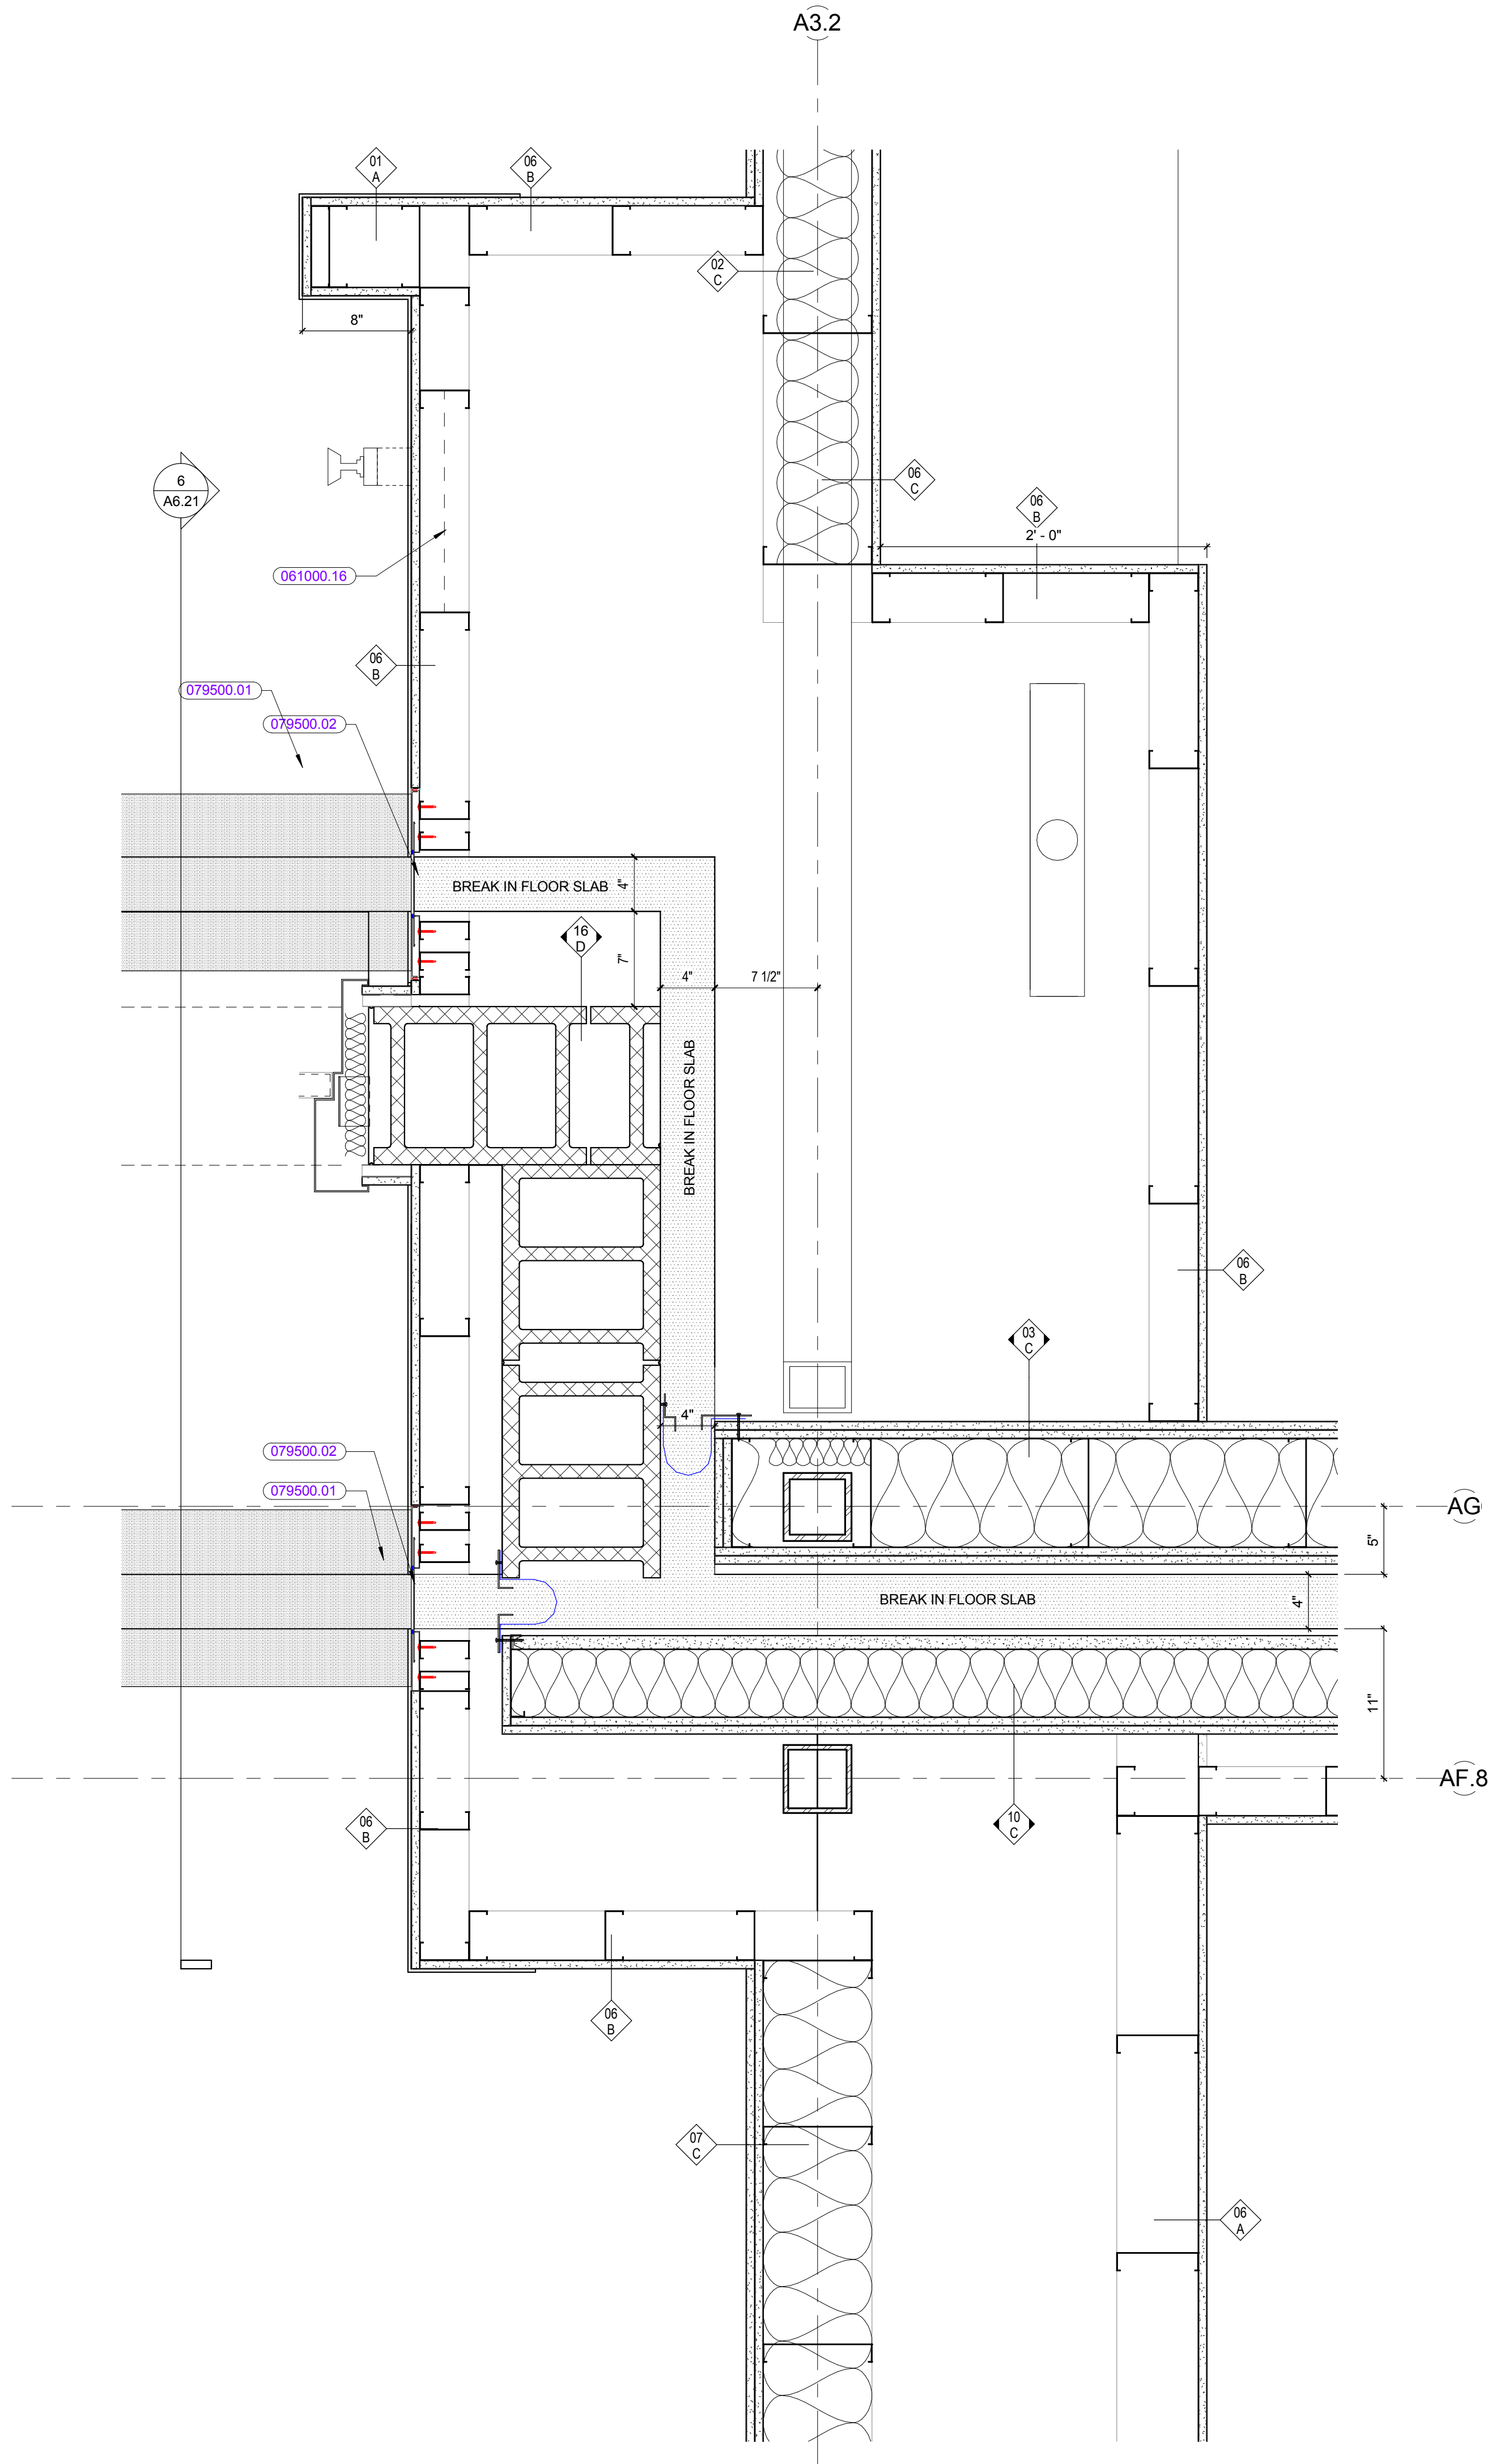 A3.2
01
A
06
B
02
C
8"
6
A6.21
06
C
06
B
2' - 0"
061000.16
06
B
079500.01
079500.02
BREAK IN FLOOR SLAB
4"
16
D
7"
4"
7 1/2"
BREAK IN FLOOR SLAB
06
B
03
C
4"
079500.02
079500.01
AG
5"
BREAK IN FLOOR SLAB
4"
11"
AF.8
06
B
10
C
06
B
07
C
06
A